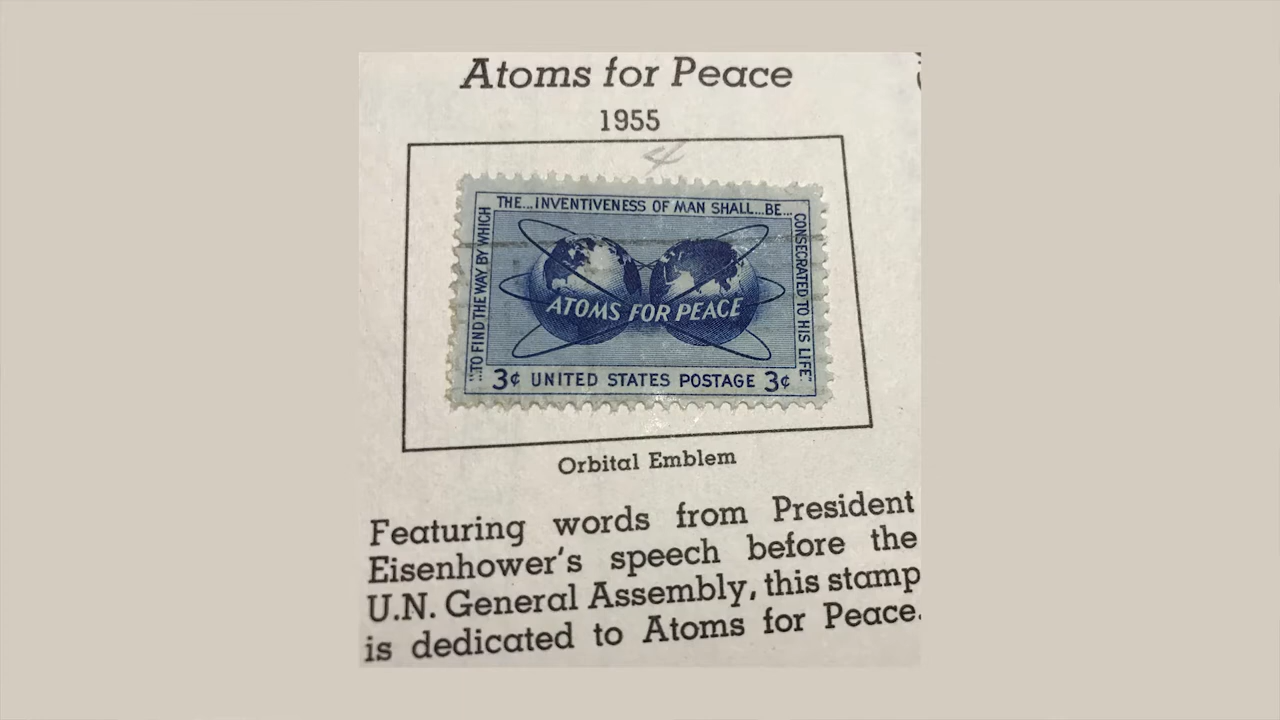 Atoms for Peace
1955
4
THE...INVENTIVENESS OF MAN SHALL...BE...
"...TO FIND THE WAY BY WHICH
CONSECRATED TO HIS LIFE"
ATOMS FOR PEACE
3¢ UNITED STATES POSTAGE 3¢
Orbital Emblem
Featuring words from President
Eisenhower's speech before the
U.N. General Assembly, this stamp
is dedicated to Atoms for Peace.